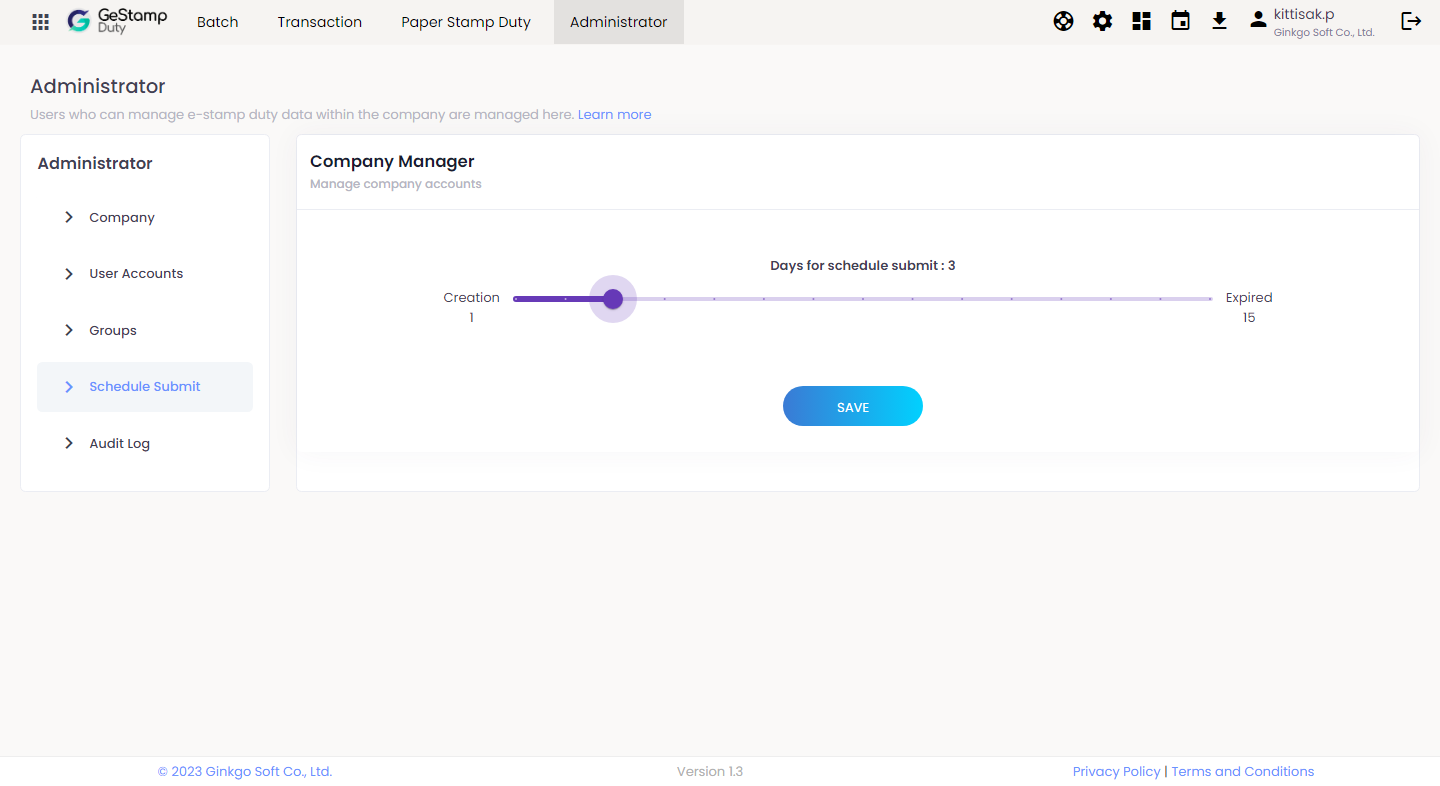 GeStamp
Duty
Batch
Transaction
Paper Stamp Duty
Administrator
kittisak.p
Ginkgo Soft Co., Ltd.
Administrator
Users who can manage e-stamp duty data within the company are managed here. Learn more
Administrator
Company
User Accounts
Groups
Schedule Submit
Audit Log
Company Manager
Manage company accounts
Days for schedule submit : 3
Creation
1
Expired
15
SAVE
© 2023 Ginkgo Soft Co., Ltd.
Version 1.3
Privacy Policy | Terms and Conditions